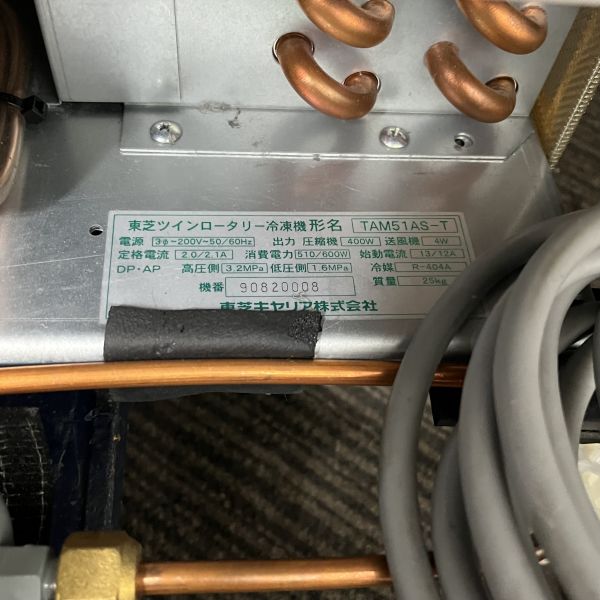 東芝ツインロータリー冷凍機 形名 TAM51AS-T
電源 3φ~200V~50/60Hz 出力 圧縮機 400W 送風機 4W
定格電流 2.0/2.1A 消費電力 510/600W 始動電流 13/12A
DP・AP 高圧側 3.2MPa 低圧側 1.6MPa 冷媒 R-404A
機番 90820008 質量 25kg
東芝キヤリア株式会社